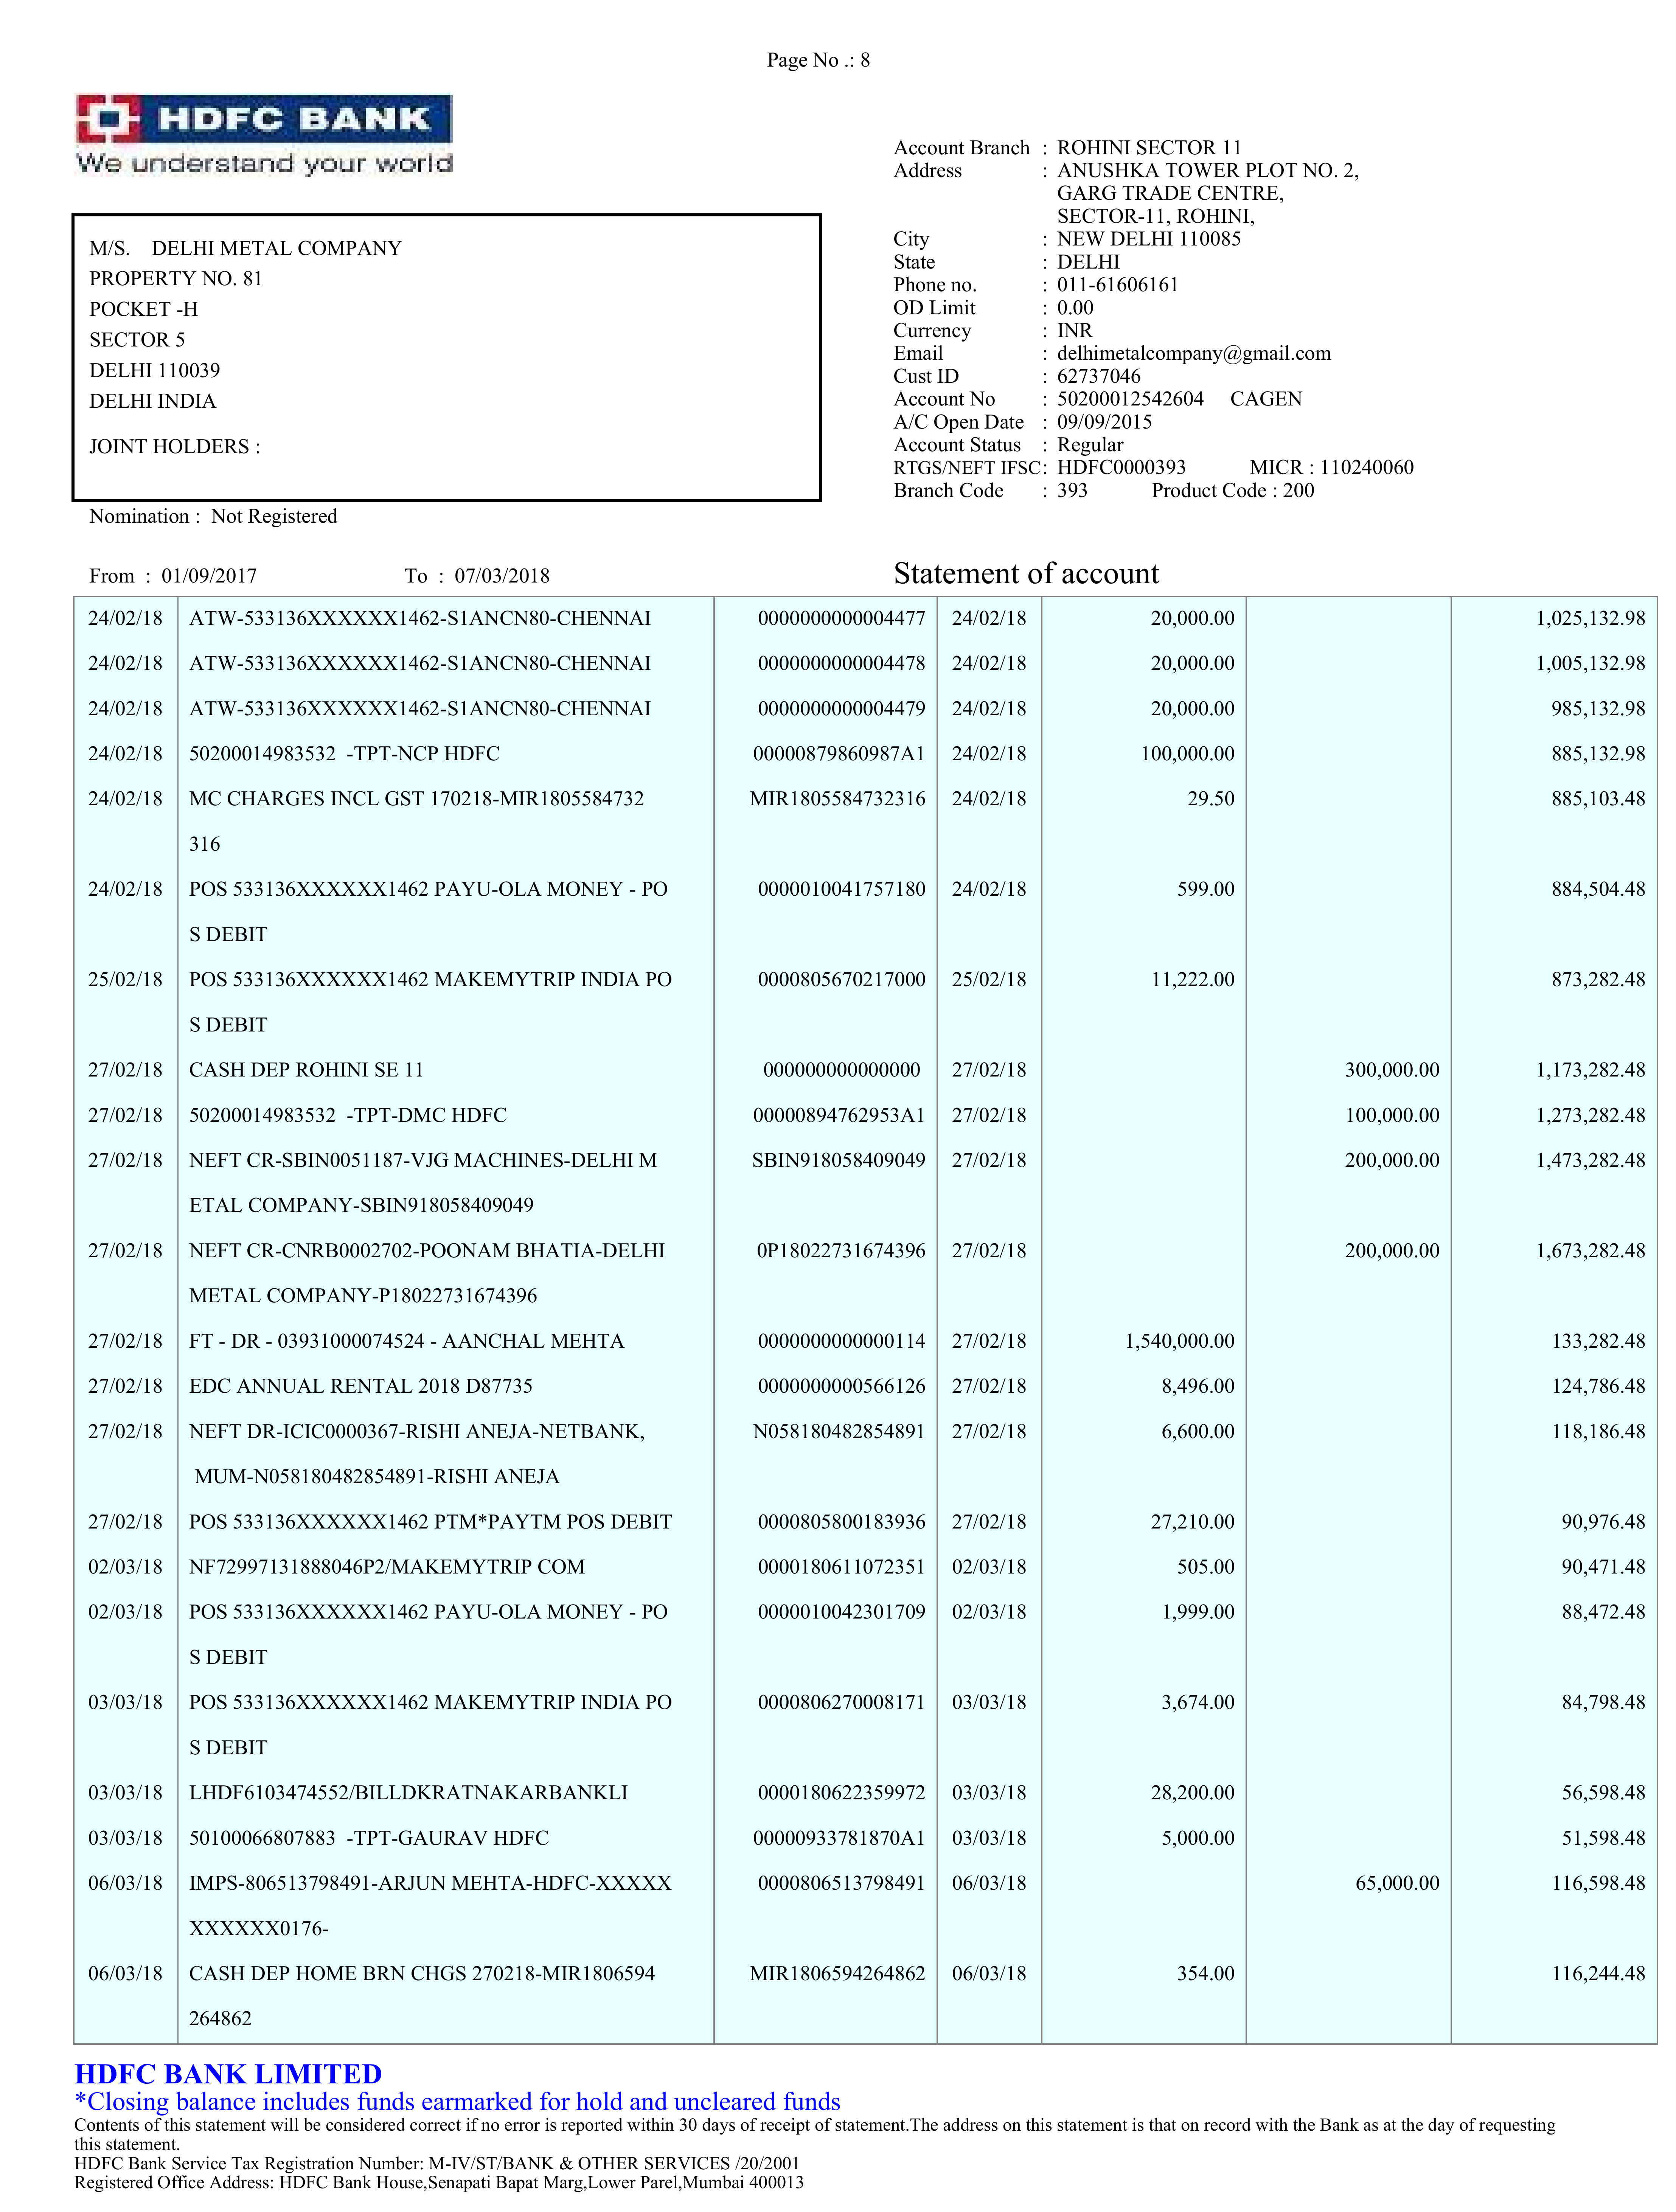 Page No .: 8
HDFC BANK
We understand your world
Account Branch : ROHINI SECTOR 11
Address : ANUSHKA TOWER PLOT NO. 2,
GARG TRADE CENTRE,
SECTOR-11, ROHINI,
City : NEW DELHI 110085
State : DELHI
Phone no. : 011-61606161
OD Limit : 0.00
Currency : INR
Email : delhimetalcompany@gmail.com
Cust ID : 62737046
Account No : 50200012542604 CAGEN
A/C Open Date : 09/09/2015
Account Status : Regular
RTGS/NEFT IFSC: HDFC0000393 MICR : 110240060
Branch Code : 393 Product Code : 200
M/S. DELHI METAL COMPANY
PROPERTY NO. 81
POCKET -H
SECTOR 5
DELHI 110039
DELHI INDIA
JOINT HOLDERS :
Nomination : Not Registered
From : 01/09/2017 To : 07/03/2018 Statement of account
24/02/18 ATW-533136XXXXXX1462-S1ANCN80-CHENNAI 0000000000004477 24/02/18 20,000.00 1,025,132.98
24/02/18 ATW-533136XXXXXX1462-S1ANCN80-CHENNAI 0000000000004478 24/02/18 20,000.00 1,005,132.98
24/02/18 ATW-533136XXXXXX1462-S1ANCN80-CHENNAI 0000000000004479 24/02/18 20,000.00 985,132.98
24/02/18 50200014983532 -TPT-NCP HDFC 00000879860987A1 24/02/18 100,000.00 885,132.98
24/02/18 MC CHARGES INCL GST 170218-MIR1805584732 MIR1805584732316 24/02/18 29.50 885,103.48
316
24/02/18 POS 533136XXXXXX1462 PAYU-OLA MONEY - PO 0000010041757180 24/02/18 599.00 884,504.48
S DEBIT
25/02/18 POS 533136XXXXXX1462 MAKEMYTRIP INDIA PO 0000805670217000 25/02/18 11,222.00 873,282.48
S DEBIT
27/02/18 CASH DEP ROHINI SE 11 000000000000000 27/02/18 300,000.00 1,173,282.48
27/02/18 50200014983532 -TPT-DMC HDFC 00000894762953A1 27/02/18 100,000.00 1,273,282.48
27/02/18 NEFT CR-SBIN0051187-VJG MACHINES-DELHI M SBIN918058409049 27/02/18 200,000.00 1,473,282.48
ETAL COMPANY-SBIN918058409049
27/02/18 NEFT CR-CNRB0002702-POONAM BHATIA-DELHI 0P18022731674396 27/02/18 200,000.00 1,673,282.48
METAL COMPANY-P18022731674396
27/02/18 FT - DR - 03931000074524 - AANCHAL MEHTA 0000000000000114 27/02/18 1,540,000.00 133,282.48
27/02/18 EDC ANNUAL RENTAL 2018 D87735 0000000000566126 27/02/18 8,496.00 124,786.48
27/02/18 NEFT DR-ICIC0000367-RISHI ANEJA-NETBANK, N058180482854891 27/02/18 6,600.00 118,186.48
MUM-N058180482854891-RISHI ANEJA
27/02/18 POS 533136XXXXXX1462 PTM*PAYTM POS DEBIT 0000805800183936 27/02/18 27,210.00 90,976.48
02/03/18 NF72997131888046P2/MAKEMYTRIP COM 0000180611072351 02/03/18 505.00 90,471.48
02/03/18 POS 533136XXXXXX1462 PAYU-OLA MONEY - PO 0000010042301709 02/03/18 1,999.00 88,472.48
S DEBIT
03/03/18 POS 533136XXXXXX1462 MAKEMYTRIP INDIA PO 0000806270008171 03/03/18 3,674.00 84,798.48
S DEBIT
03/03/18 LHDF6103474552/BILLDKRATNAKARBANKLI 0000180622359972 03/03/18 28,200.00 56,598.48
03/03/18 50100066807883 -TPT-GAURAV HDFC 00000933781870A1 03/03/18 5,000.00 51,598.48
06/03/18 IMPS-806513798491-ARJUN MEHTA-HDFC-XXXXX 0000806513798491 06/03/18 65,000.00 116,598.48
XXXXXX0176-
06/03/18 CASH DEP HOME BRN CHGS 270218-MIR1806594 MIR1806594264862 06/03/18 354.00 116,244.48
264862
HDFC BANK LIMITED
*Closing balance includes funds earmarked for hold and uncleared funds
Contents of this statement will be considered correct if no error is reported within 30 days of receipt of statement.The address on this statement is that on record with the Bank as at the day of requesting
this statement.
HDFC Bank Service Tax Registration Number: M-IV/ST/BANK & OTHER SERVICES /20/2001
Registered Office Address: HDFC Bank House,Senapati Bapat Marg,Lower Parel,Mumbai 400013